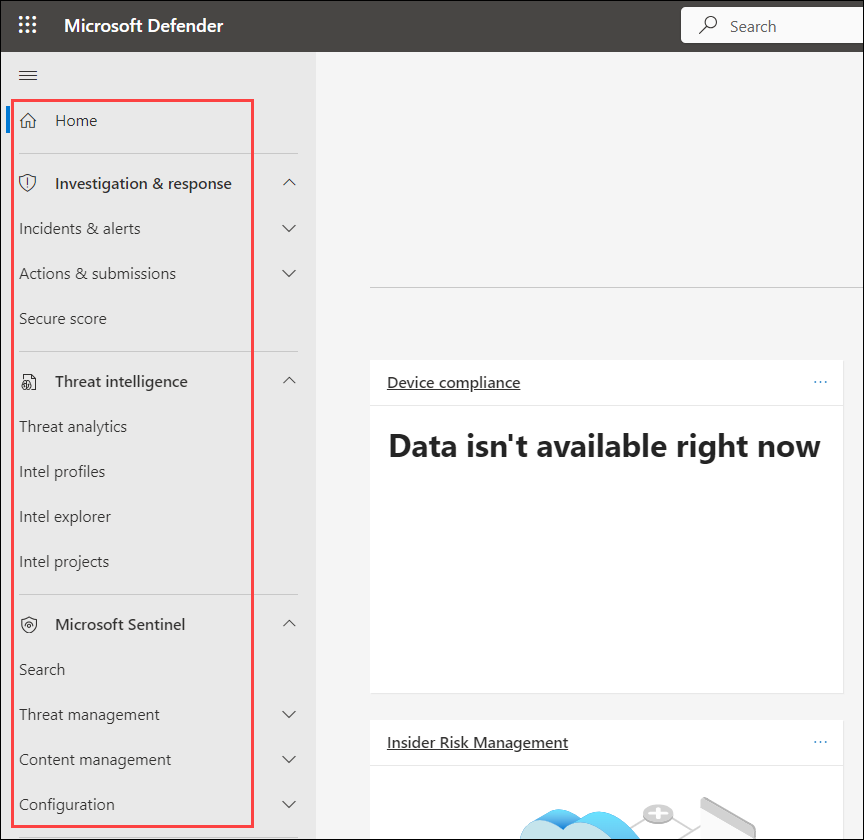 Microsoft Defender
Search
Home
Investigation & response
Incidents & alerts
Actions & submissions
Secure score
Threat intelligence
Threat analytics
Intel profiles
Intel explorer
Intel projects
Microsoft Sentinel
Search
Threat management
Content management
Configuration
Device compliance
Data isn't available right now
Insider Risk Management